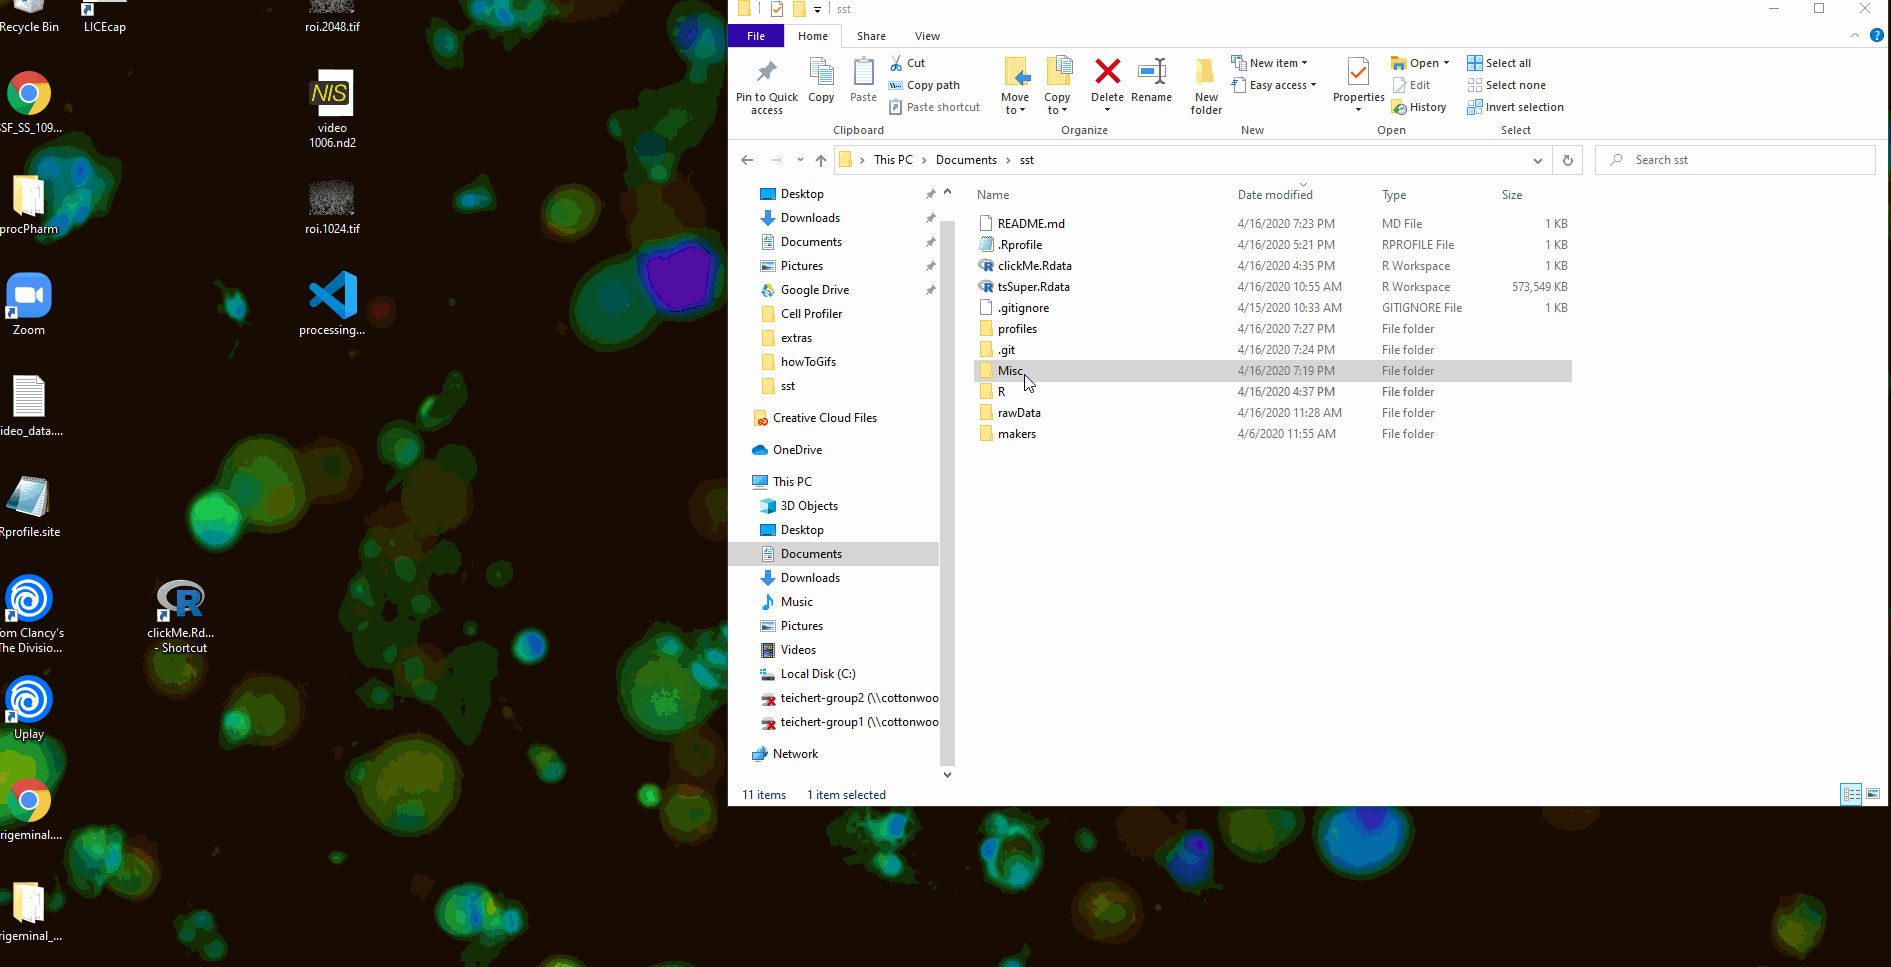 Recycle Bin
LICEcap
roi.2048.tif
SSF_SS_109...
NIS
video
1006.nd2
procPharm
roi.1024.tif
Zoom
processing...
ideo_data....
Rprofile.site
om Clancy's
The Divisio...
R
clickMe.Rd...
- Shortcut
Uplay
rigeminal....
rigeminal_...
sst
File
Home
Share
View
Pin to Quick
access
Copy
Paste
Cut
Copy path
Paste shortcut
Clipboard
Move
to
Copy
to
Delete
Rename
Organize
New
folder
New item
Easy access
New
Properties
Open
Edit
History
Open
Select all
Select none
Invert selection
Select
This PC > Documents > sst
Search sst
Desktop
Downloads
Documents
Pictures
Google Drive
Cell Profiler
extras
howToGifs
sst
Creative Cloud Files
OneDrive
This PC
3D Objects
Desktop
Documents
Downloads
Music
Pictures
Videos
Local Disk (C:)
teichert-group2 (\\cottonwoo
teichert-group1 (\\cottonwoo
Network
Name Date modified Type Size
README.md 4/16/2020 7:23 PM MD File 1 KB
.Rprofile 4/16/2020 5:21 PM RPROFILE File 1 KB
clickMe.Rdata 4/16/2020 4:35 PM R Workspace 1 KB
tsSuper.Rdata 4/16/2020 10:55 AM R Workspace 573,549 KB
.gitignore 4/15/2020 10:33 AM GITIGNORE File 1 KB
profiles 4/16/2020 7:27 PM File folder
.git 4/16/2020 7:24 PM File folder
Misc 4/16/2020 7:19 PM File folder
R 4/16/2020 4:37 PM File folder
rawData 4/16/2020 11:28 AM File folder
makers 4/6/2020 11:55 AM File folder
11 items 1 item selected